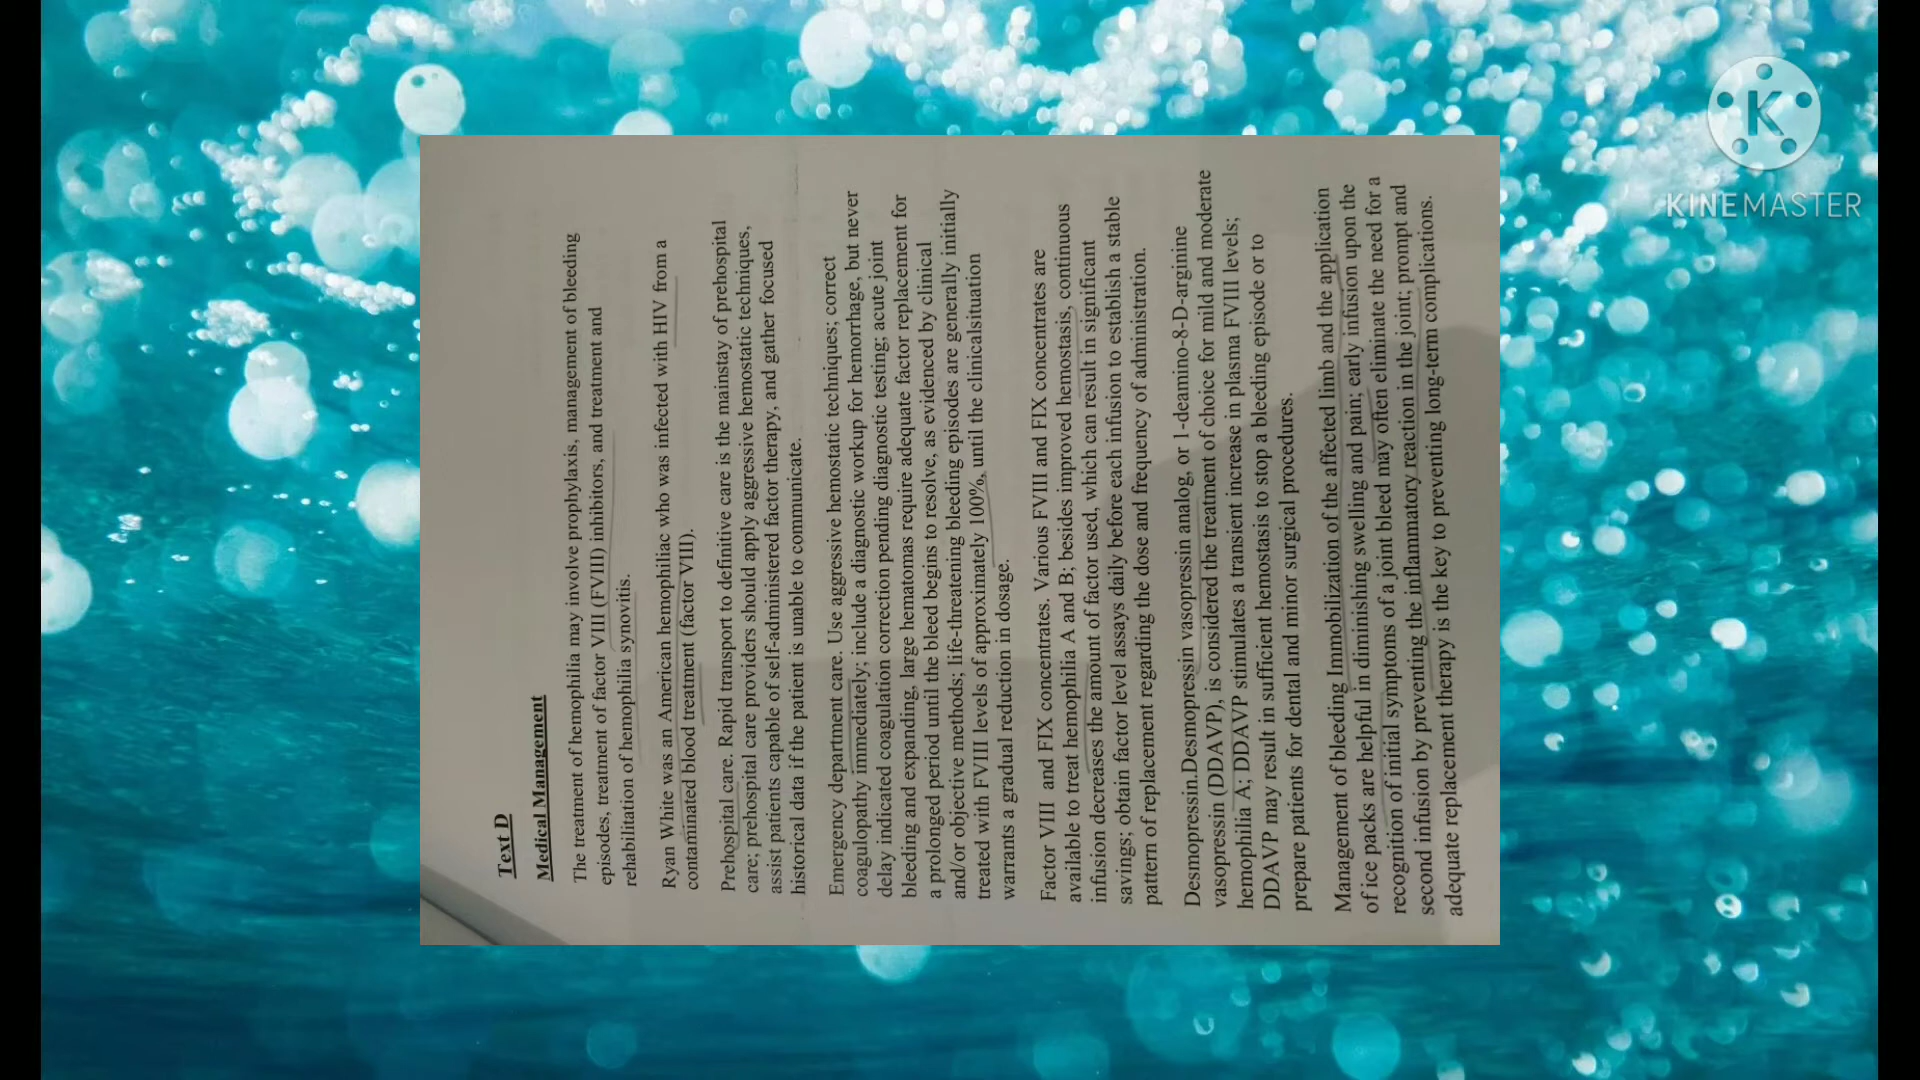 Text D
Medical Management
The treatment of hemophilia may involve prophylaxis, management of bleeding
episodes, treatment of factor VIII (FVIII) inhibitors, and treatment and
rehabilitation of hemophilia synovitis.
Ryan White was an American hemophiliac who was infected with HIV from a
contaminated blood treatment (factor VIII).
Prehospital care. Rapid transport to definitive care is the mainstay of prehospital
care; prehospital care providers should apply aggressive hemostatic techniques,
assist patients capable of self-administered factor therapy, and gather focused
historical data if the patient is unable to communicate.
Emergency department care. Use aggressive hemostatic techniques; correct
coagulopathy immediately; include a diagnostic workup for hemorrhage, but never
delay indicated coagulation correction pending diagnostic testing; acute joint
bleeding and expanding, large hematomas require adequate factor replacement for
a prolonged period until the bleed begins to resolve, as evidenced by clinical
and/or objective methods; life-threatening bleeding episodes are generally initially
treated with FVIII levels of approximately 100%, until the clinicalsituation
warrants a gradual reduction in dosage.
Factor VIII and FIX concentrates. Various FVIII and FIX concentrates are
available to treat hemophilia A and B; besides improved hemostasis, continuous
infusion decreases the amount of factor used, which can result in significant
savings; obtain factor level assays daily before each infusion to establish a stable
pattern of replacement regarding the dose and frequency of administration.
Desmopressin.Desmopressin vasopressin analog, or 1-deamino-8-D-arginine
vasopressin (DDAVP), is considered the treatment of choice for mild and moderate
hemophilia A; DDAVP stimulates a transient increase in plasma FVIII levels;
DDAVP may result in sufficient hemostasis to stop a bleeding episode or to
prepare patients for dental and minor surgical procedures.
Management of bleeding Immobilization of the affected limb and the application
of ice packs are helpful in diminishing swelling and pain; early infusion upon the
recognition of initial symptoms of a joint bleed may often eliminate the need for a
second infusion by preventing the inflammatory reaction in the joint; prompt and
adequate replacement therapy is the key to preventing long-term complications.
K
KINEMASTER